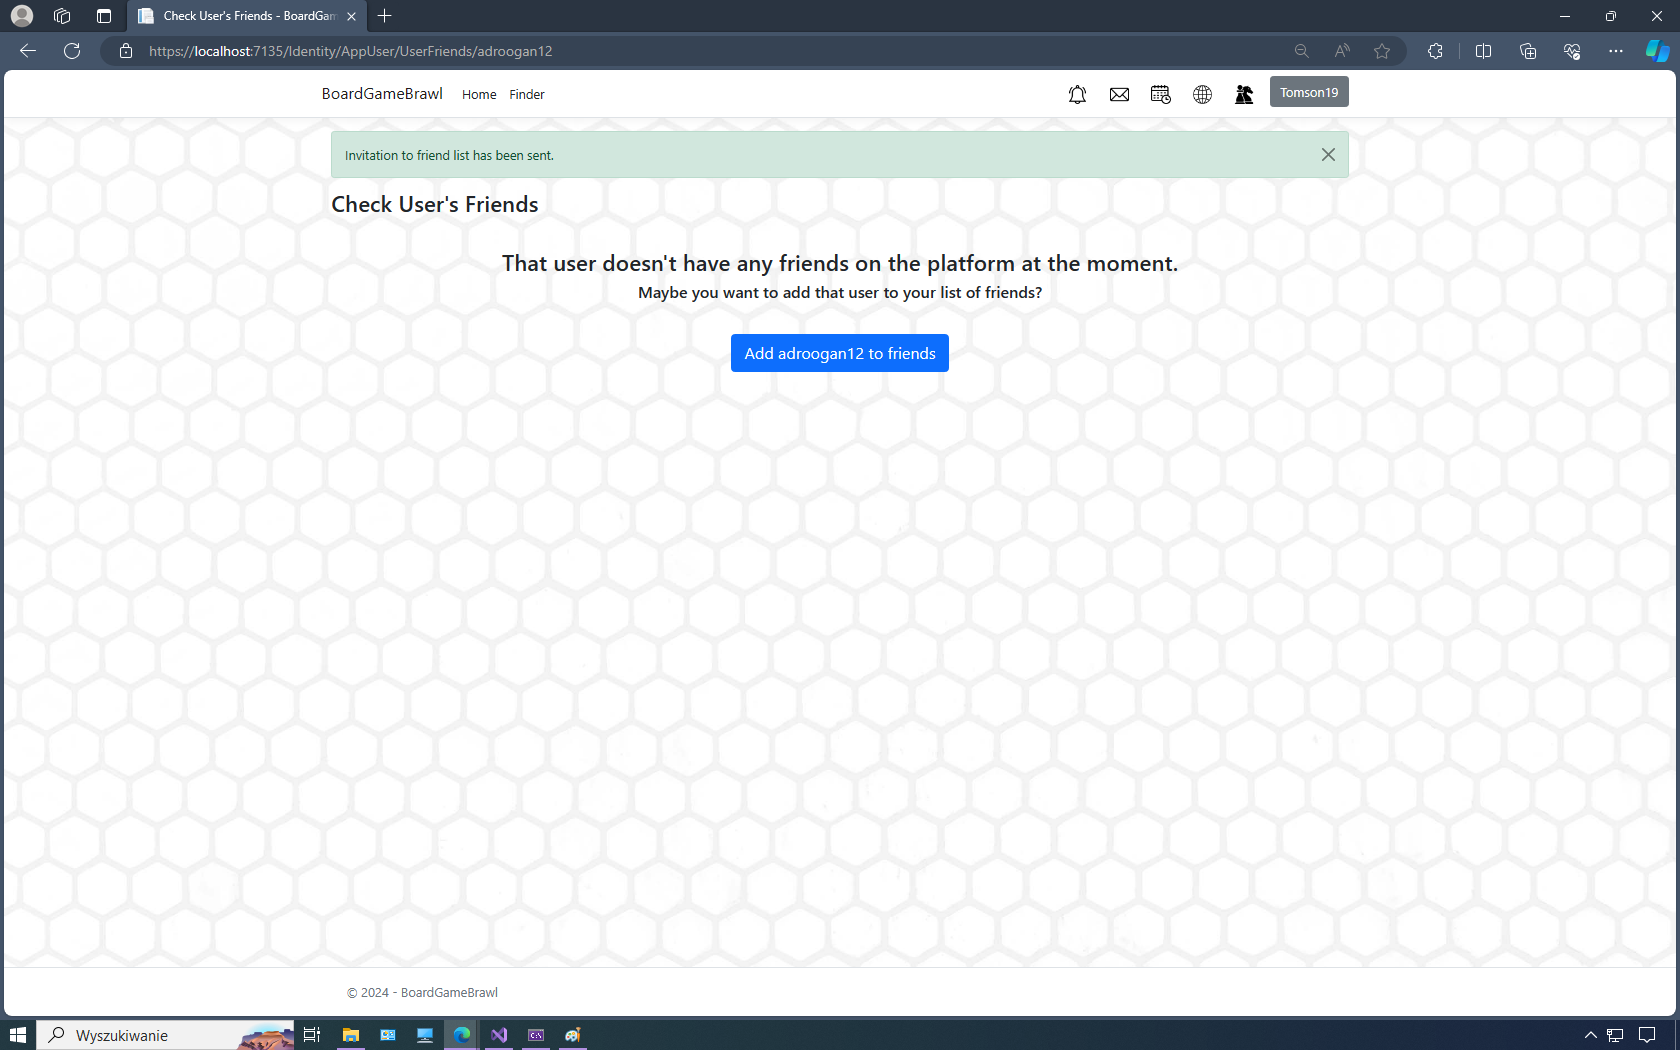 Check User's Friends - BoardGam
https://localhost:7135/Identity/AppUser/UserFriends/adroogan12
BoardGameBrawl Home Finder Tomson19
Invitation to friend list has been sent.
Check User's Friends
That user doesn't have any friends on the platform at the moment.
Maybe you want to add that user to your list of friends?
Add adroogan12 to friends
© 2024 - BoardGameBrawl
Wyszukiwanie